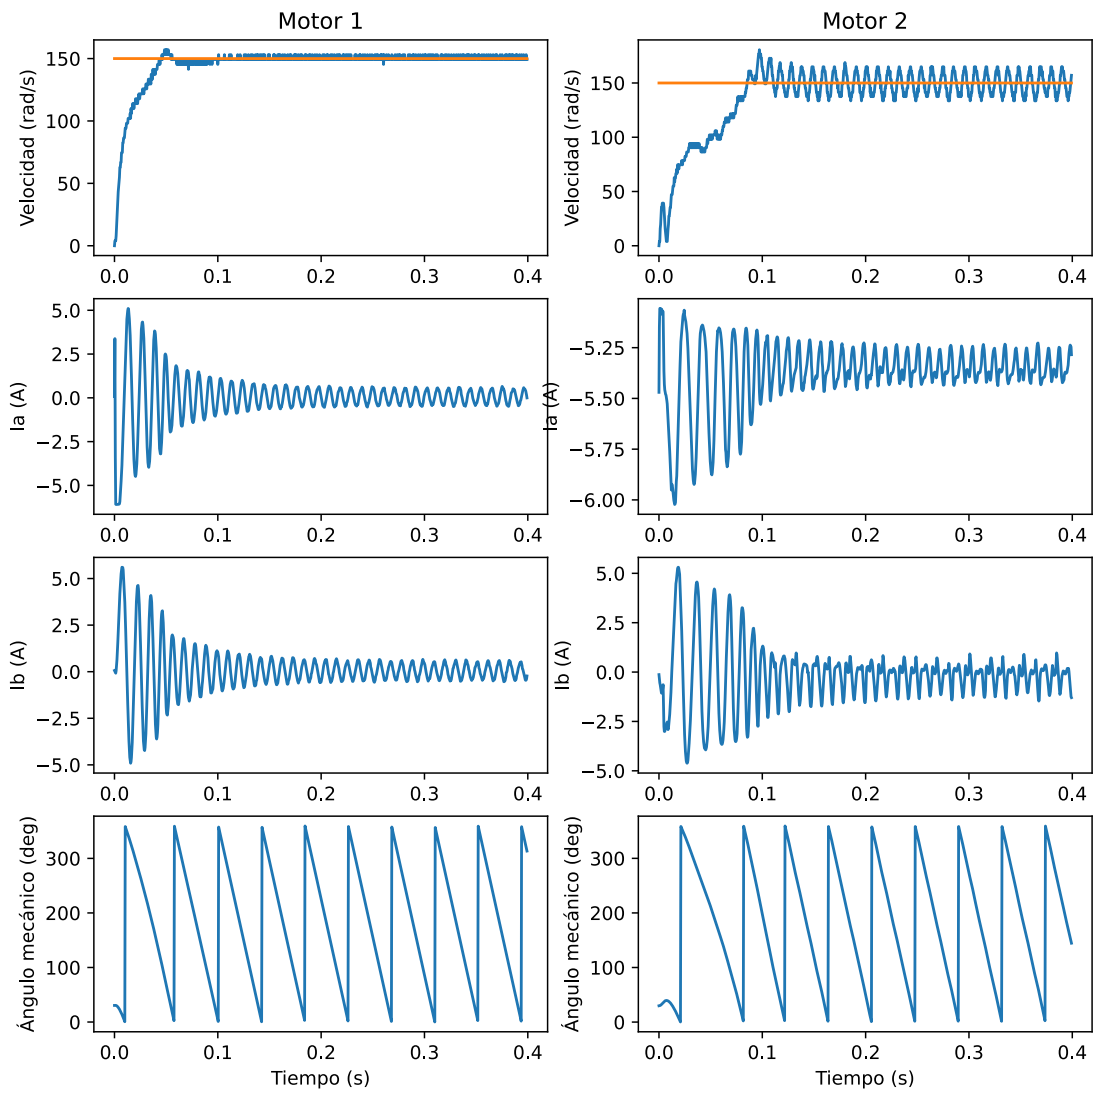 Motor 1
Motor 2
Velocidad (rad/s)
150
100
50
0
0.0 0.1 0.2 0.3 0.4
Velocidad (rad/s)
150
100
50
0
0.0 0.1 0.2 0.3 0.4
Ia (A)
5.0
2.5
0.0
−2.5
−5.0
0.0 0.1 0.2 0.3 0.4
Ia (A)
−5.25
−5.50
−5.75
−6.00
0.0 0.1 0.2 0.3 0.4
Ib (A)
5.0
2.5
0.0
−2.5
−5.0
0.0 0.1 0.2 0.3 0.4
Ib (A)
5.0
2.5
0.0
−2.5
−5.0
0.0 0.1 0.2 0.3 0.4
Ángulo mecánico (deg)
300
200
100
0
0.0 0.1 0.2 0.3 0.4
Tiempo (s)
Ángulo mecánico (deg)
300
200
100
0
0.0 0.1 0.2 0.3 0.4
Tiempo (s)